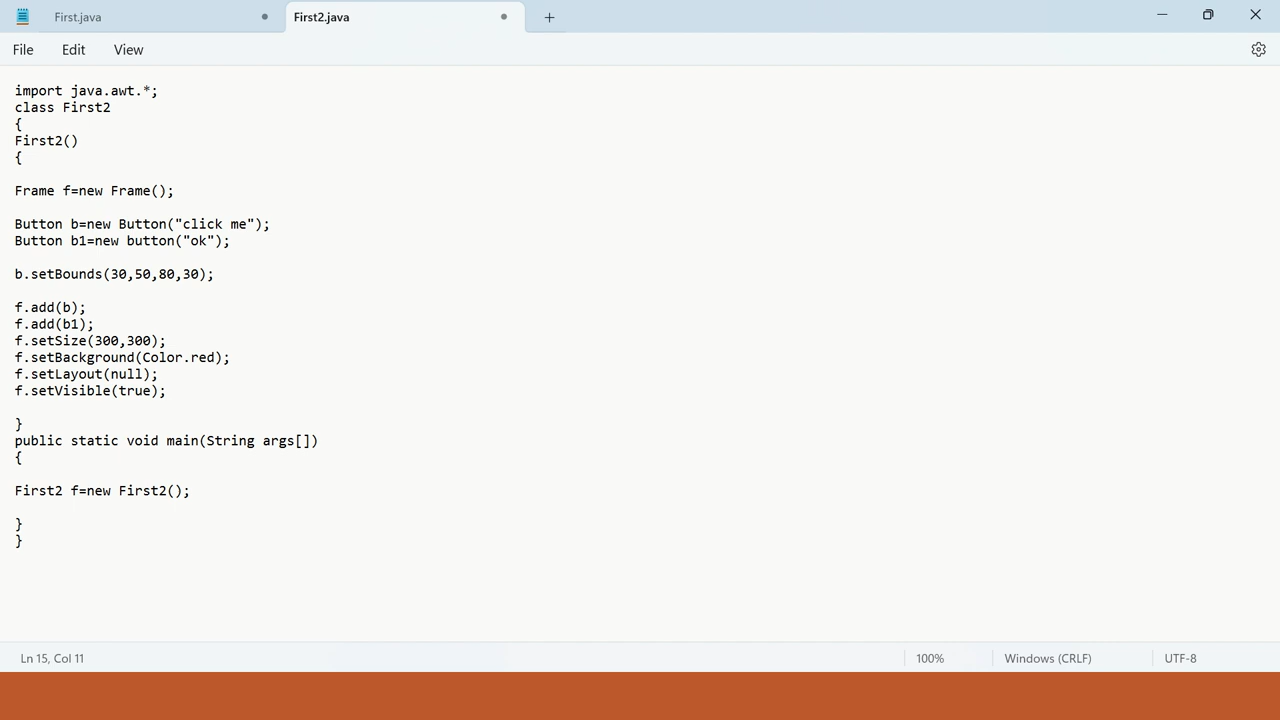 First.java
First2.java
File Edit View
import java.awt.*;
class First2
{
First2()
{
Frame f=new Frame();
Button b=new Button("click me");
Button b1=new button("ok");
b.setBounds(30,50,80,30);
f.add(b);
f.add(b1);
f.setSize(300,300);
f.setBackground(Color.red);
f.setLayout(null);
f.setVisible(true);
}
public static void main(String args[])
{
First2 f=new First2();
}
}
Ln 15, Col 11
100%
Windows (CRLF)
UTF-8